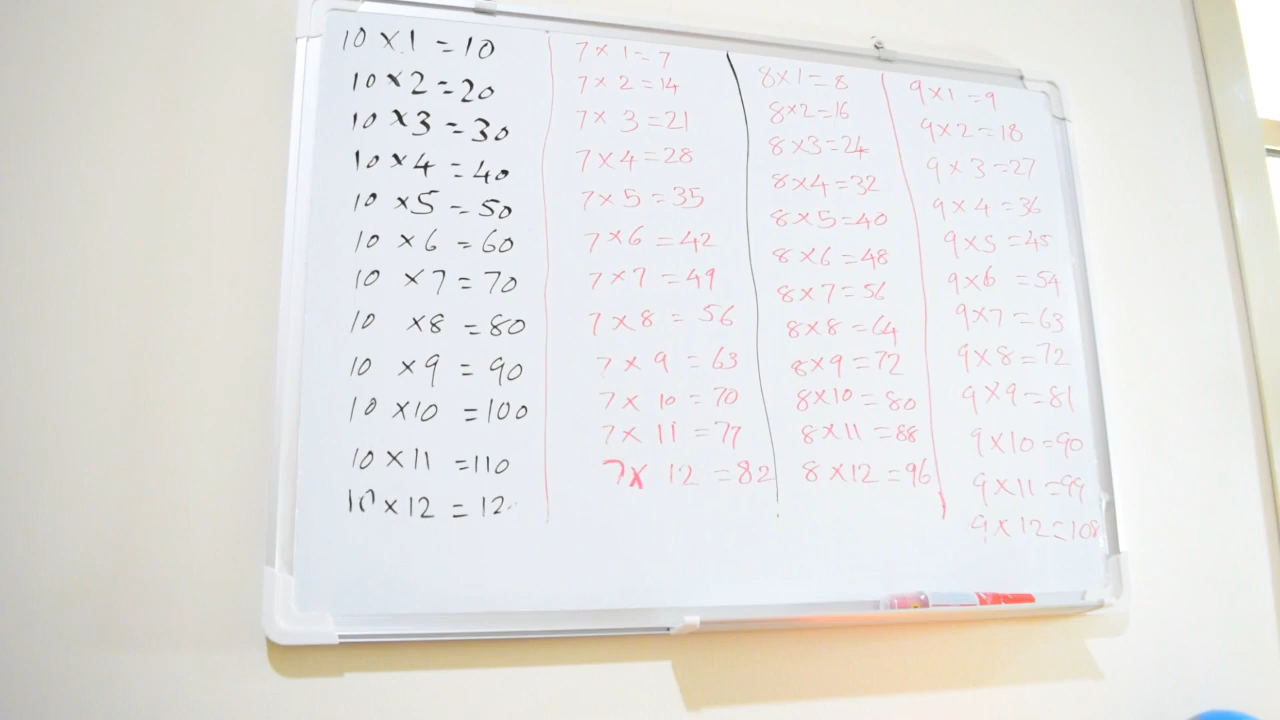 10 × 1 = 10
10 × 2 = 20
10 × 3 = 30
10 × 4 = 40
10 × 5 = 50
10 × 6 = 60
10 × 7 = 70
10 × 8 = 80
10 × 9 = 90
10 × 10 = 100
10 × 11 = 110
10 × 12 = 12
7 × 1 = 7
7 × 2 = 14
7 × 3 = 21
7 × 4 = 28
7 × 5 = 35
7 × 6 = 42
7 × 7 = 49
7 × 8 = 56
7 × 9 = 63
7 × 10 = 70
7 × 11 = 77
7 × 12 = 82
8 × 1 = 8
8 × 2 = 16
8 × 3 = 24
8 × 4 = 32
8 × 5 = 40
8 × 6 = 48
8 × 7 = 56
8 × 8 = 64
8 × 9 = 72
8 × 10 = 80
8 × 11 = 88
8 × 12 = 96
9 × 1 = 9
9 × 2 = 18
9 × 3 = 27
9 × 4 = 36
9 × 5 = 45
9 × 6 = 54
9 × 7 = 63
9 × 8 = 72
9 × 9 = 81
9 × 10 = 90
9 × 11 = 99
9 × 12 = 108